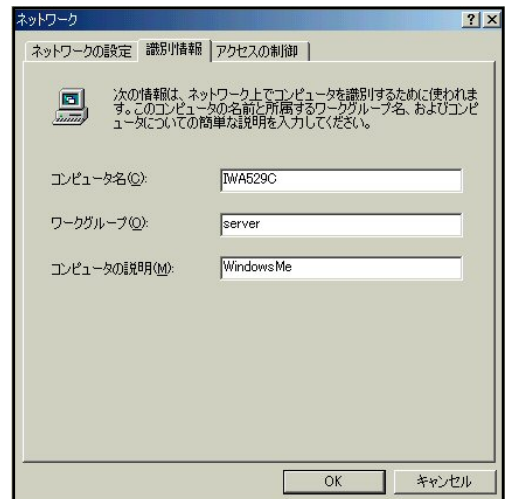 ネットワーク
ネットワークの設定 識別情報 アクセスの制御
次の情報は、ネットワーク上でコンピュータを識別するために使われま
す。このコンピュータの名前と所属するワークグループ名、およびコンピ
ュータについての簡単な説明を入力してください。
コンピュータ名(C): IWA529C
ワークグループ(O): server
コンピュータの説明(M): WindowsMe
OK キャンセル